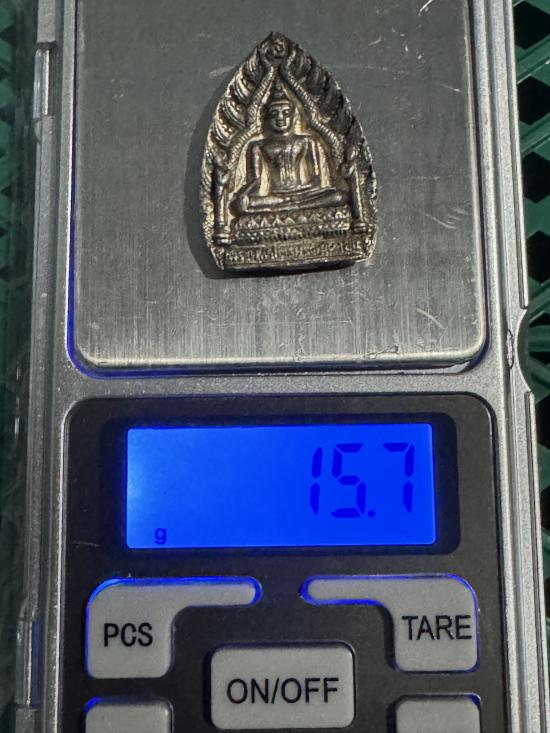 15.7
g
PCS
TARE
ON/OFF